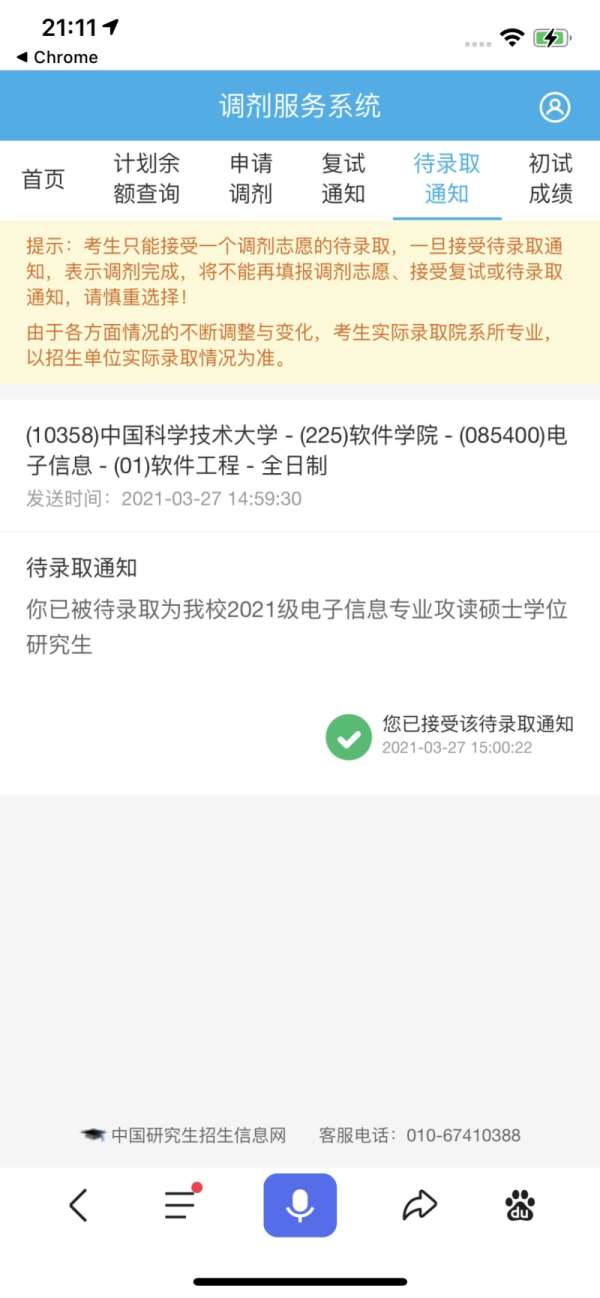 21:11
◀ Chrome
调剂服务系统
首页
计划余
额查询
申请
调剂
复试
通知
待录取
通知
初试
成绩
提示：考生只能接受一个调剂志愿的待录取，一旦接受待录取通
知，表示调剂完成，将不能再填报调剂志愿、接受复试或待录取
通知，请慎重选择！
由于各方面情况的不断调整与变化，考生实际录取院系所专业，
以招生单位实际录取情况为准。
(10358)中国科学技术大学 - (225)软件学院 - (085400)电
子信息 - (01)软件工程 - 全日制
发送时间：2021-03-27 14:59:30
待录取通知
你已被待录取为我校2021级电子信息专业攻读硕士学位
研究生
您已接受该待录取通知
2021-03-27 15:00:22
中国研究生招生信息网 客服电话：010-67410388
du